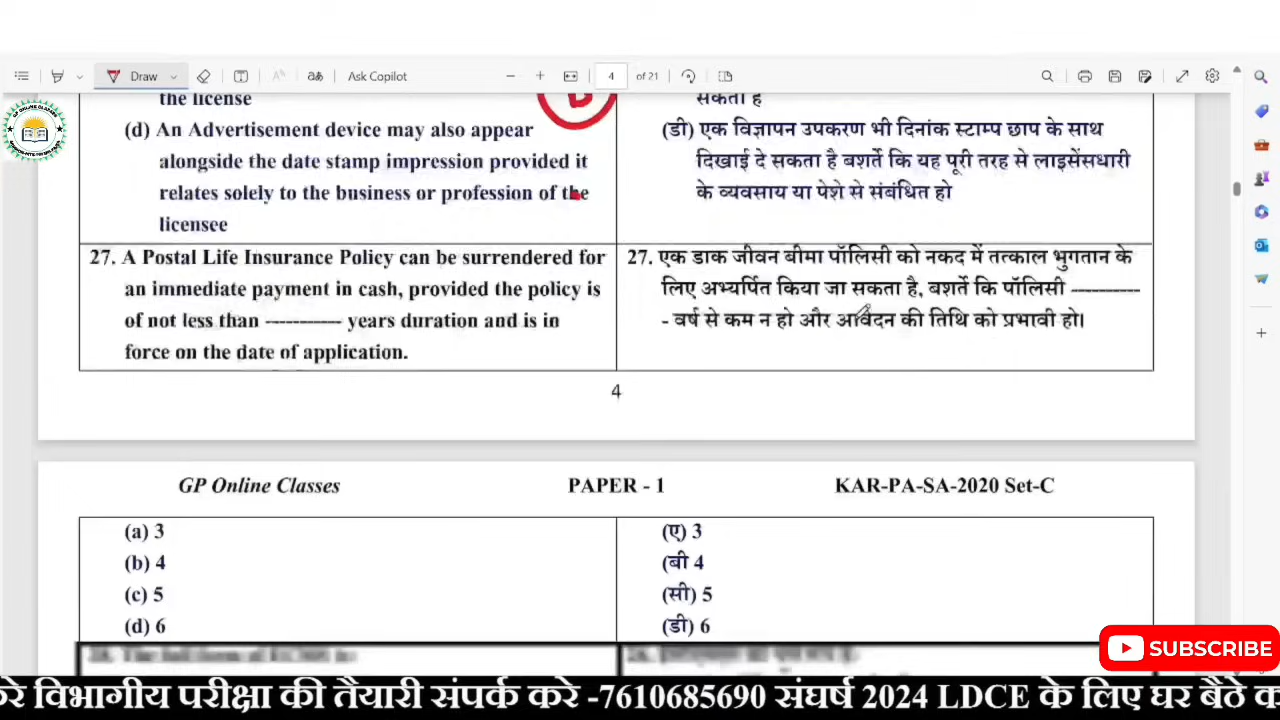 Draw
Ask Copilot
4 of 21
the license
सकता है
(d) An Advertisement device may also appear
alongside the date stamp impression provided it
relates solely to the business or profession of the
licensee
(डी) एक विज्ञापन उपकरण भी दिनांक स्टाम्प छाप के साथ
दिखाई दे सकता है बशर्ते कि यह पूरी तरह से लाइसेंसधारी
के व्यवसाय या पेशे से संबंधित हो
27. A Postal Life Insurance Policy can be surrendered for
an immediate payment in cash, provided the policy is
of not less than ----------- years duration and is in
force on the date of application.
27. एक डाक जीवन बीमा पॉलिसी को नकद में तत्काल भुगतान के
लिए अभ्यर्पित किया जा सकता है, बशर्ते कि पॉलिसी ----------
- वर्ष से कम न हो और आवेदन की तिथि को प्रभावी हो।
4
GP Online Classes PAPER - 1 KAR-PA-SA-2020 Set-C
(a) 3
(b) 4
(c) 5
(d) 6
(ए) 3
(बी 4
(सी) 5
(डी) 6
SUBSCRIBE
करे विभागीय परीक्षा की तैयारी संपर्क करे -7610685690 संघर्ष 2024 LDCE के लिए घर बैठे क